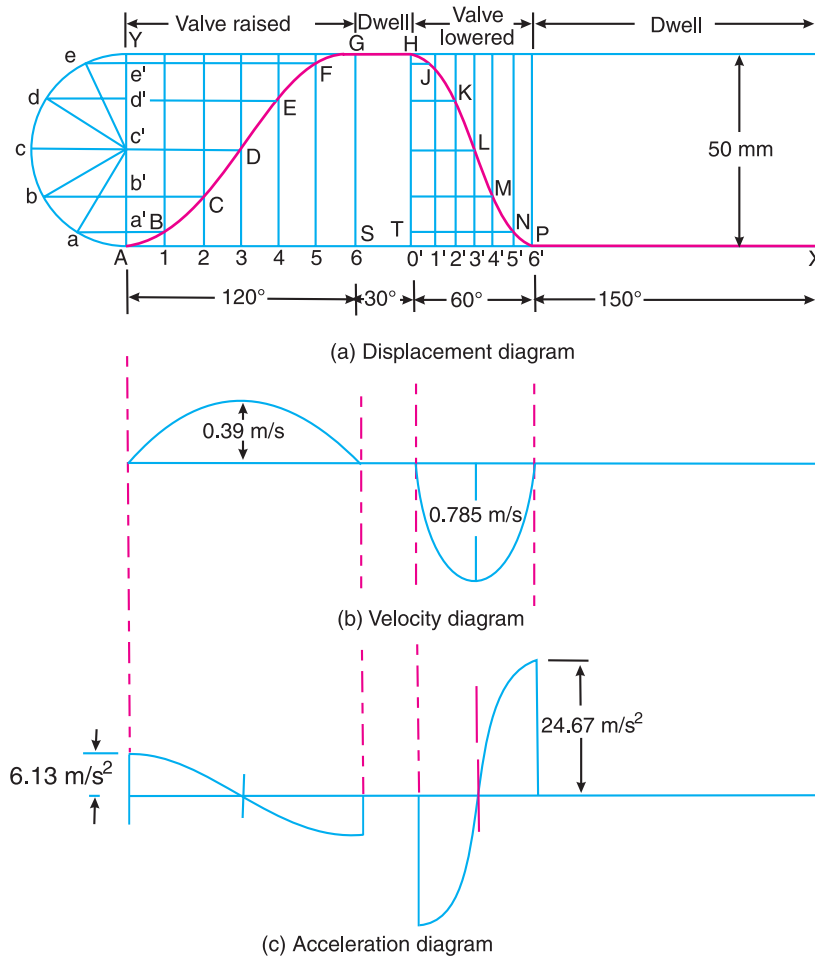 Valve raised Dwell Valve lowered Dwell
Y G H
e e' F J
d d' E K
c c' D L 50 mm
b b' C M
a a' B S T N P
A 1 2 3 4 5 6 0' 1' 2' 3' 4' 5' 6' X
120° 30° 60° 150°
(a) Displacement diagram
0.39 m/s
0.785 m/s
(b) Velocity diagram
24.67 m/s²
6.13 m/s²
(c) Acceleration diagram